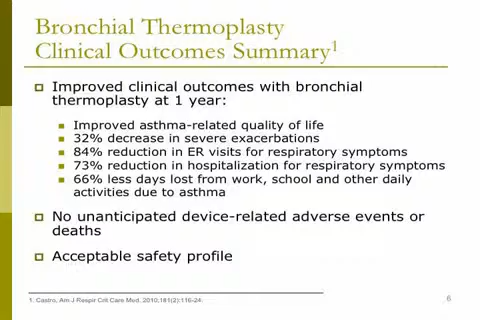 Bronchial Thermoplasty
Clinical Outcomes Summary1
Improved clinical outcomes with bronchial
thermoplasty at 1 year:
Improved asthma-related quality of life
32% decrease in severe exacerbations
84% reduction in ER visits for respiratory symptoms
73% reduction in hospitalization for respiratory symptoms
66% less days lost from work, school and other daily
activities due to asthma
No unanticipated device-related adverse events or
deaths
Acceptable safety profile
1. Castro, Am J Respir Crit Care Med. 2010;181(2):116-24.
6